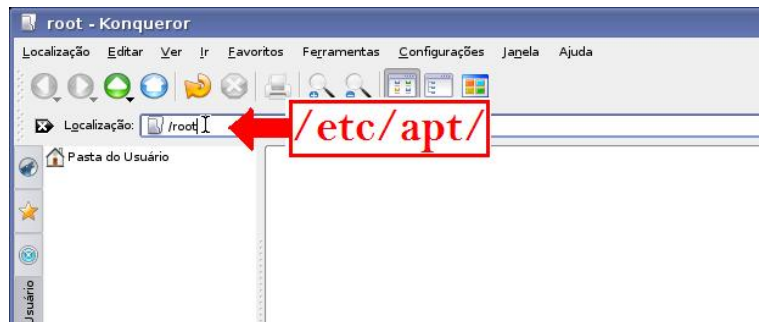 root - Konqueror
Localização Editar Ver Ir Favoritos Ferramentas Configurações Janela Ajuda
Localização: /root
/etc/apt/
Pasta do Usuário
Usuário